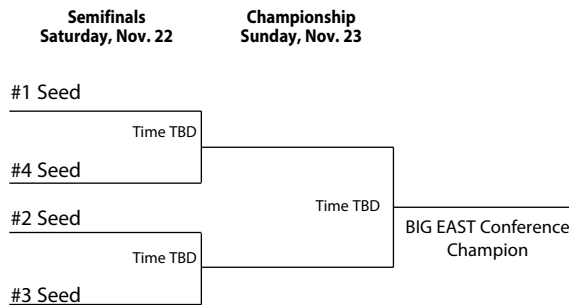 Semifinals
Saturday, Nov. 22
Championship
Sunday, Nov. 23
#1 Seed
Time TBD
#4 Seed
#2 Seed
Time TBD
#3 Seed
Time TBD
BIG EAST Conference
Champion